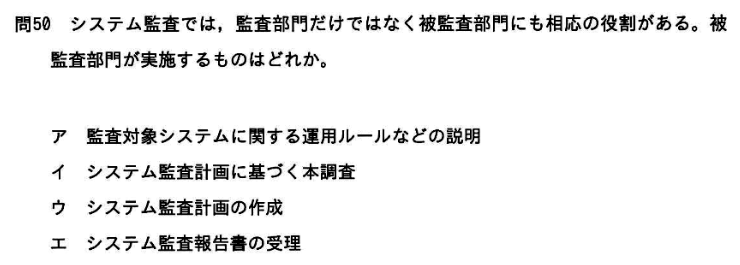 問50 システム監査では，監査部門だけではなく被監査部門にも相応の役割がある。被
監査部門が実施するものはどれか。
ア 監査対象システムに関する運用ルールなどの説明
イ システム監査計画に基づく本調査
ウ システム監査計画の作成
エ システム監査報告書の受理